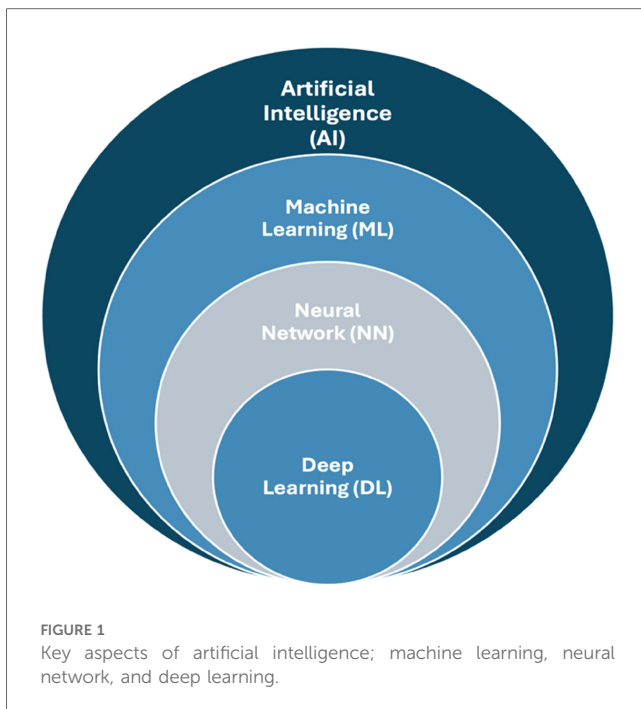 Artificial
Intelligence
(AI)
Machine
Learning (ML)
Neural
Network (NN)
Deep
Learning (DL)
FIGURE 1
Key aspects of artificial intelligence; machine learning, neural
network, and deep learning.